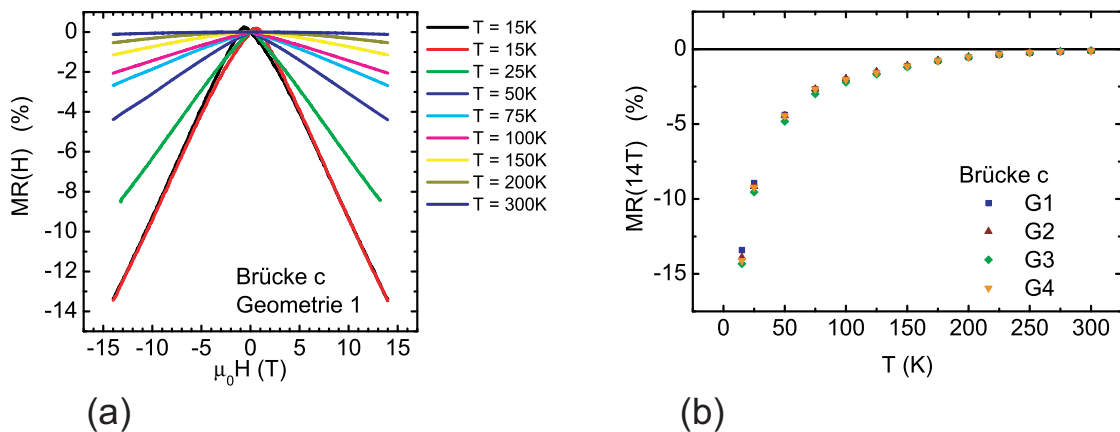 0
-2
-4
-6
-8
-10
-12
-14
MR(H) (%)
-15 -10 -5 0 5 10 15
μ0H (T)
Brücke c
Geometrie 1
T = 15K
T = 15K
T = 25K
T = 50K
T = 75K
T = 100K
T = 150K
T = 200K
T = 300K
(a)
0
-5
-10
-15
MR(14T) (%)
0 50 100 150 200 250 300
T (K)
Brücke c
G1
G2
G3
G4
(b)